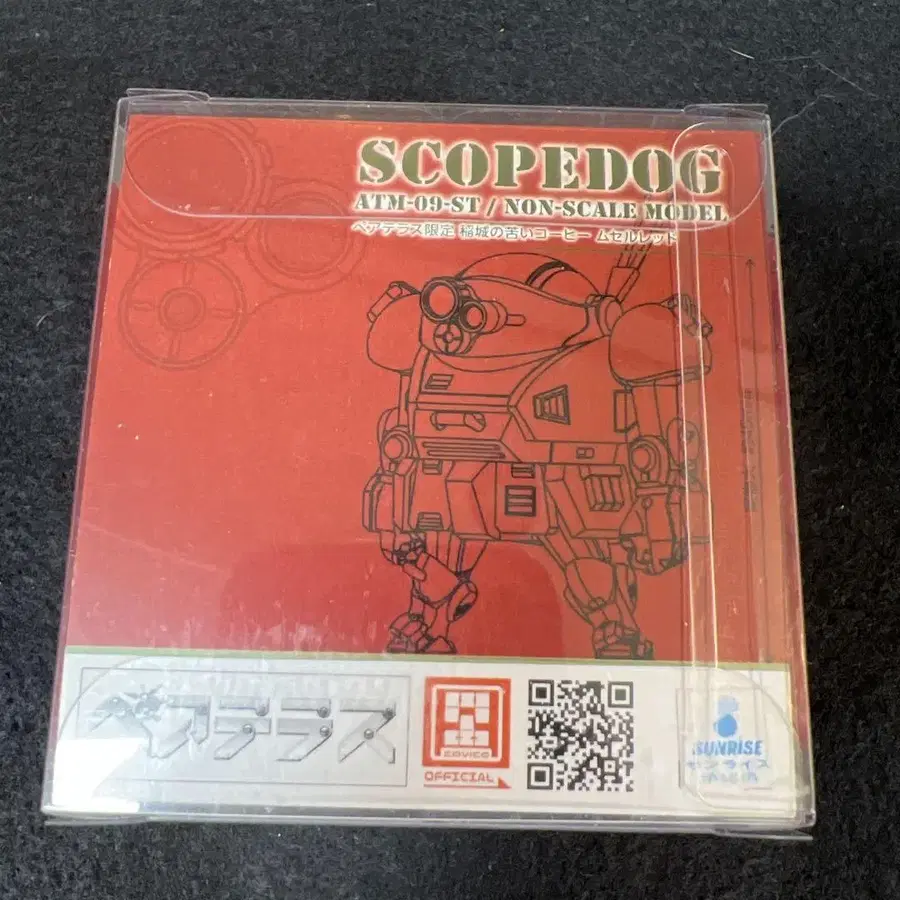 SCOPEDOG
ATM-09-ST / NON-SCALE MODEL
ペアテラス限定 稲城の苦いコーヒー ムセルレッド
ペアテラス
OFFICIAL
SUNRISE
サンライズ